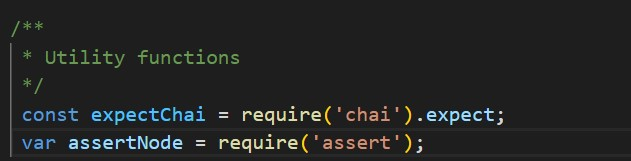 /**
 * Utility functions
 */
const expectChai = require('chai').expect;
var assertNode = require('assert');